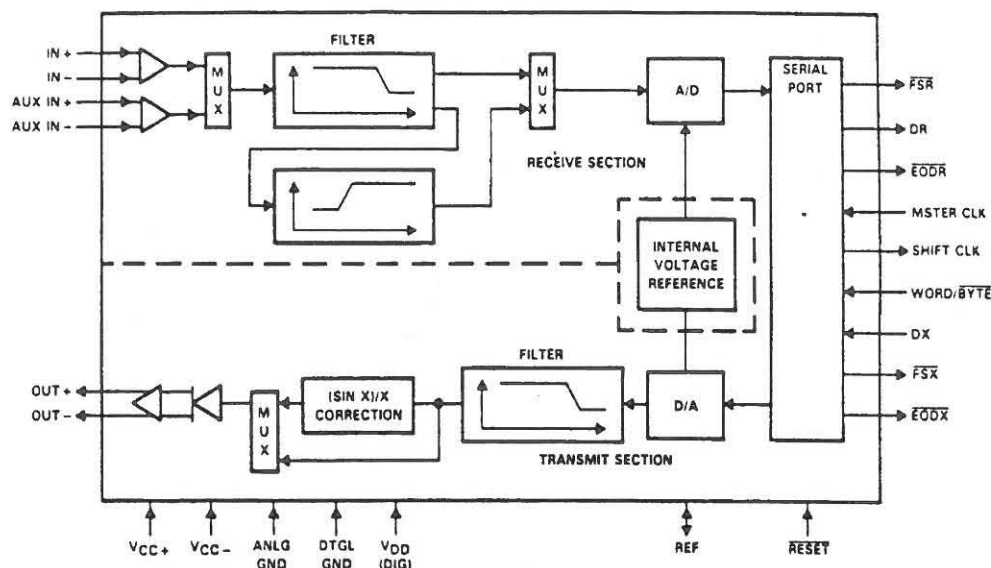 FILTER
IN +
IN -
AUX IN +
AUX IN -
M
U
X
M
U
X
A/D
SERIAL
PORT
FSR
DR
EODR
MSTER CLK
SHIFT CLK
WORD/BYTE
DX
FSX
EODX
RECEIVE SECTION
INTERNAL
VOLTAGE
REFERENCE
FILTER
OUT +
OUT -
M
U
X
(SIN X)/X
CORRECTION
D/A
TRANSMIT SECTION
VCC+
VCC-
ANLG
GND
DTGL
GND
VDD
(DIG)
REF
RESET